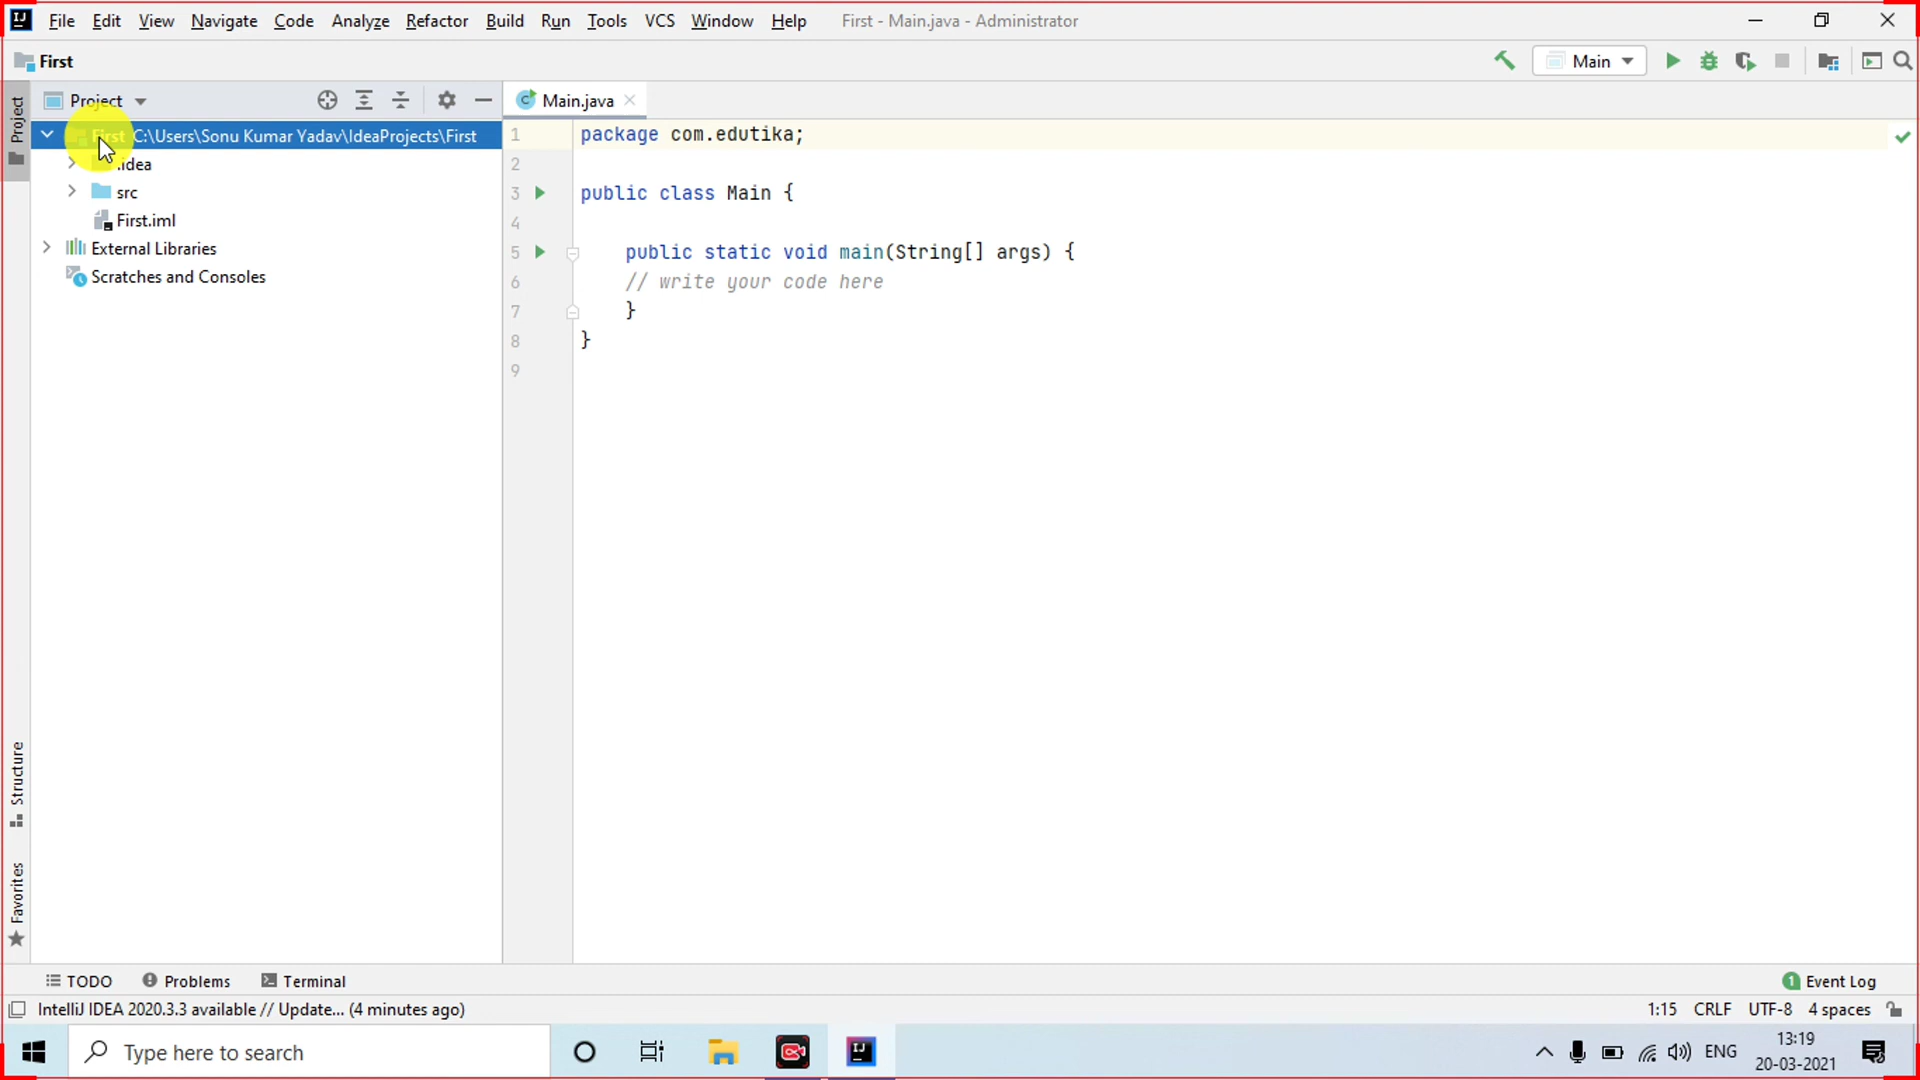 IJ File Edit View Navigate Code Analyze Refactor Build Run Tools VCS Window Help First - Main.java - Administrator
First
Main
Project
Project
Main.java
First C:\Users\Sonu Kumar Yadav\IdeaProjects\First
.idea
src
First.iml
External Libraries
Scratches and Consoles
1 package com.edutika;
2
3 public class Main {
4
5 public static void main(String[] args) {
6 // write your code here
7 }
8 }
9
Structure
Favorites
TODO Problems Terminal
1 Event Log
IntelliJ IDEA 2020.3.3 available // Update... (4 minutes ago)
1:15 CRLF UTF-8 4 spaces
Type here to search
IJ
ENG
13:19
20-03-2021